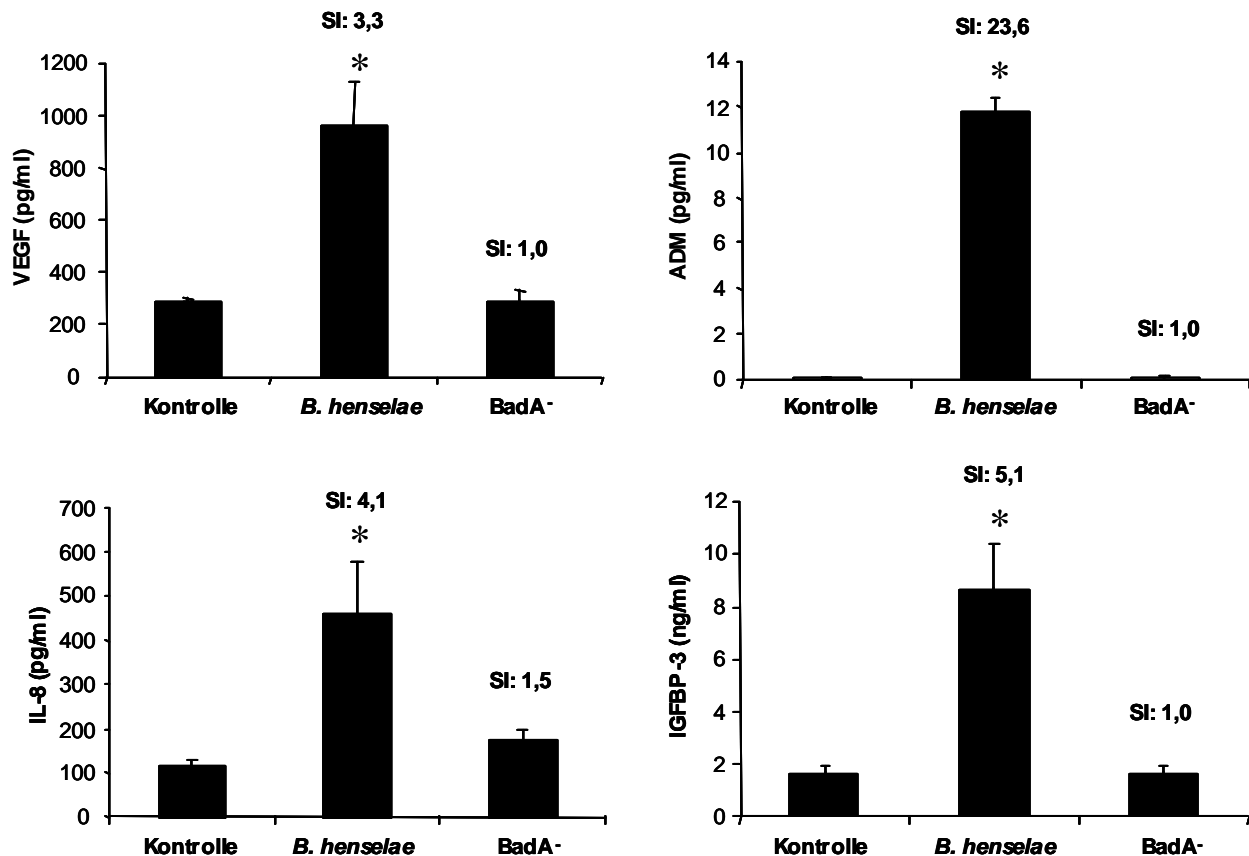 SI: 3,3
*
VEGF (pg/ml)
1200
1000
800
600
400
200
0
SI: 1,0
Kontrolle B. henselae BadA-
SI: 23,6
*
ADM (pg/ml)
14
12
10
8
6
4
2
0
SI: 1,0
Kontrolle B. henselae BadA-
SI: 4,1
*
IL-8 (pg/ml)
700
600
500
400
300
200
100
0
SI: 1,5
Kontrolle B. henselae BadA-
SI: 5,1
*
IGFBP-3 (ng/ml)
12
10
8
6
4
2
0
SI: 1,0
Kontrolle B. henselae BadA-